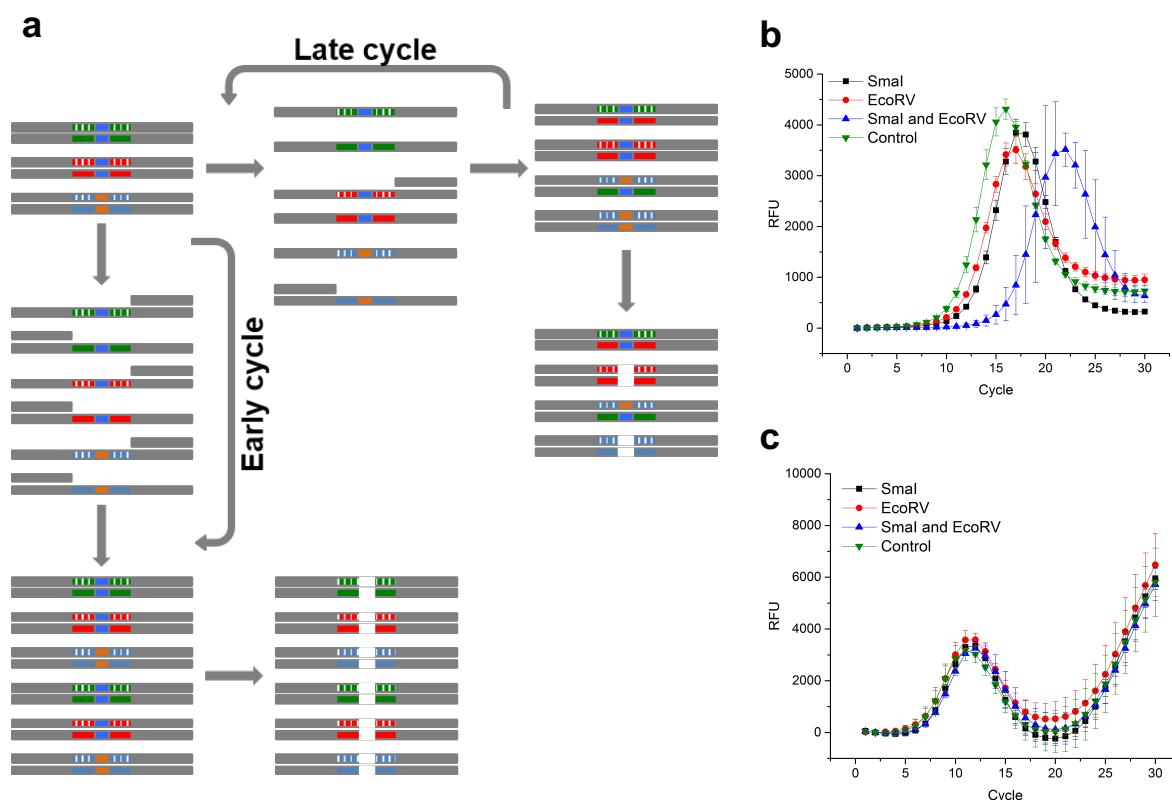 a
Late cycle
Early cycle
b
SmaI
EcoRV
SmaI and EcoRV
Control
5000
4000
3000
2000
1000
0
RFU
0
5
10
15
20
25
30
Cycle
c
SmaI
EcoRV
SmaI and EcoRV
Control
10000
8000
6000
4000
2000
0
RFU
0
5
10
15
20
25
30
Cycle